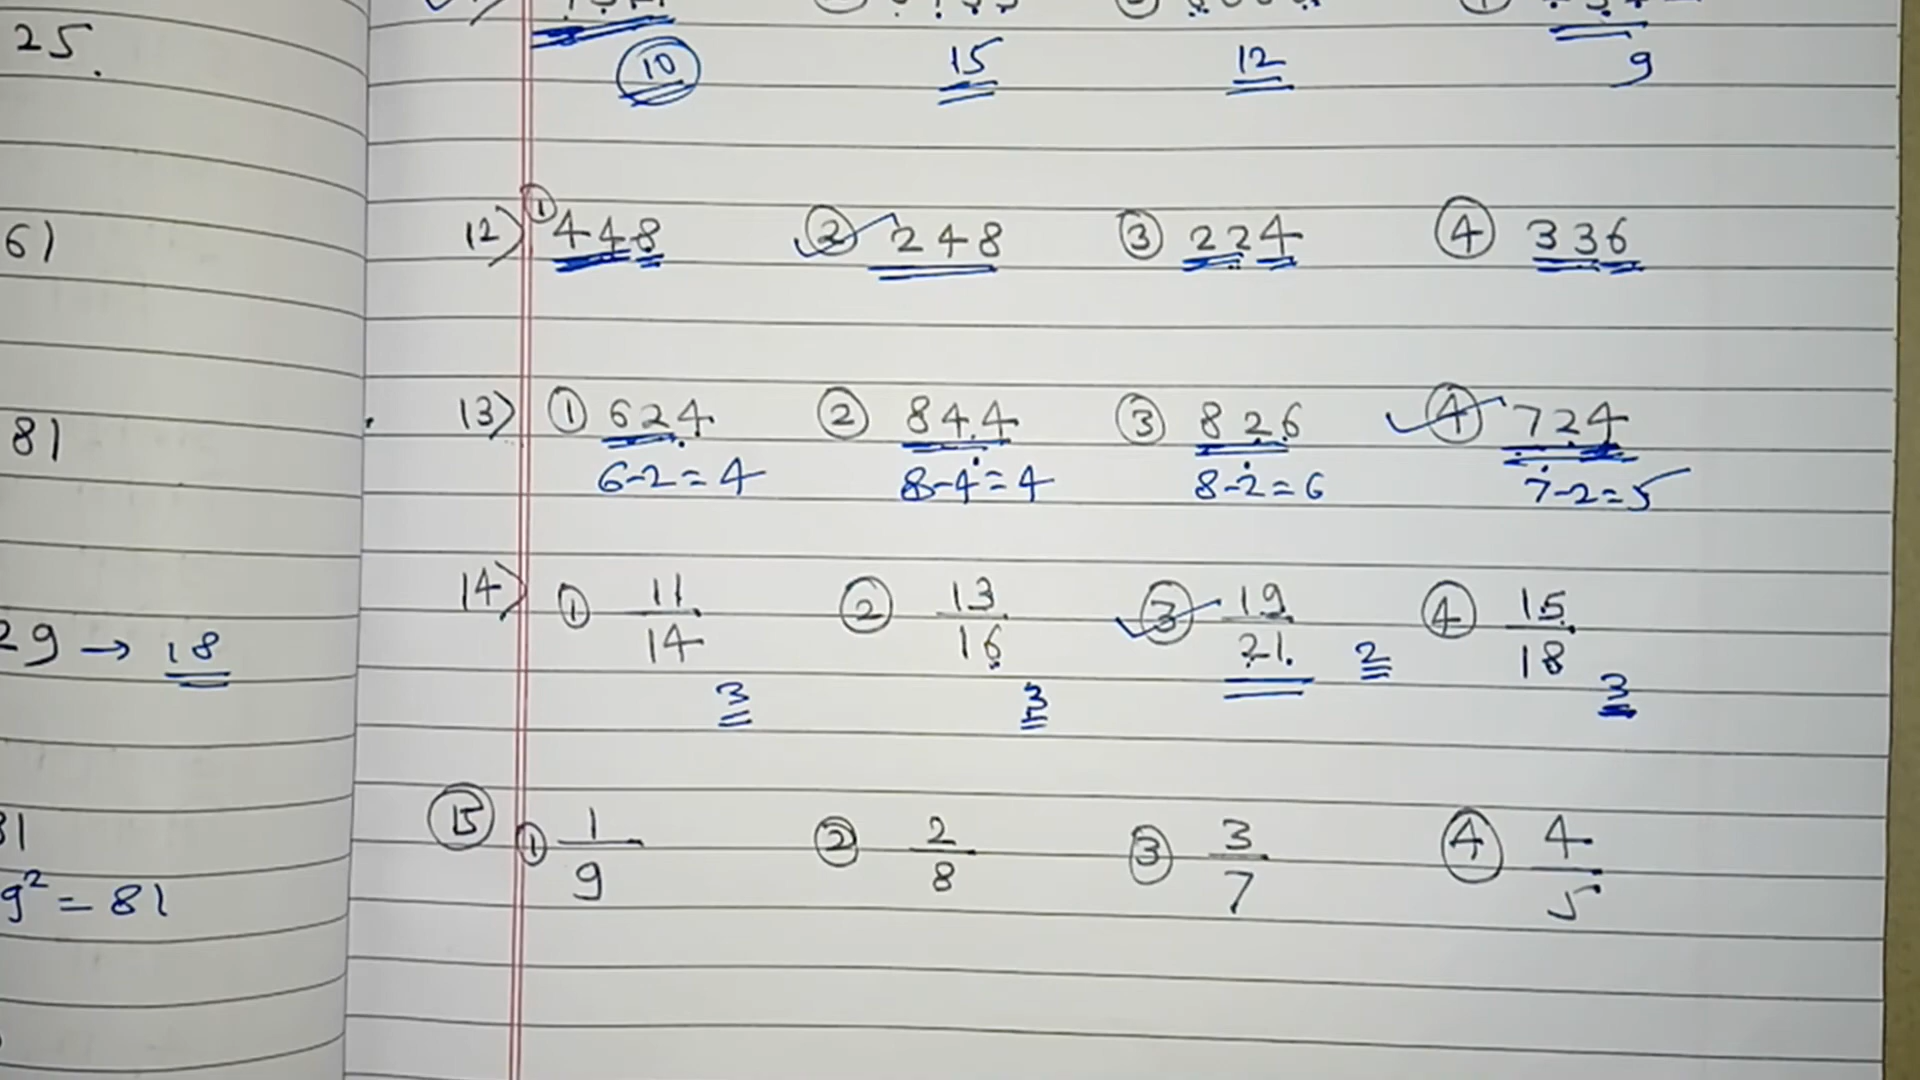 25.
10 15 12 9
12) ① 448 ② 248 ③ 224 ④ 336
61
13) ① 624 ② 844 ③ 826 ④ 724
81
6-2=4 8-4=4 8-2=6 7-2=5
14) ① 11/14 ② 13/16 ③ 19/21 ④ 15/18
29 → 18
3 3 2 3
15 ① 1/9 ② 2/8 ③ 3/7 ④ 4/5
81
9² = 81